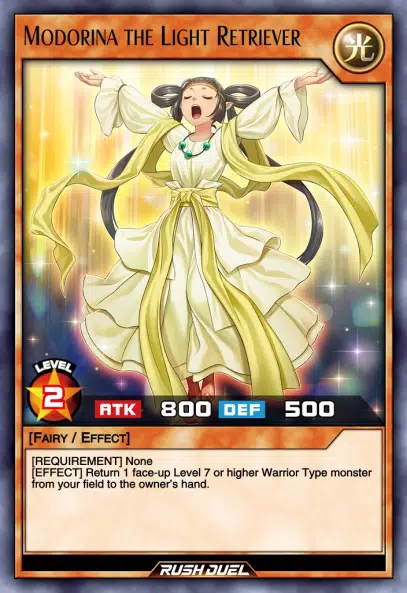 MODORINA THE LIGHT RETRIEVER
光
LEVEL
2
ATK 800 DEF 500
[FAIRY / EFFECT]
[REQUIREMENT] None
[EFFECT] Return 1 face-up Level 7 or higher Warrior Type monster
from your field to the owner's hand.
RUSH DUEL